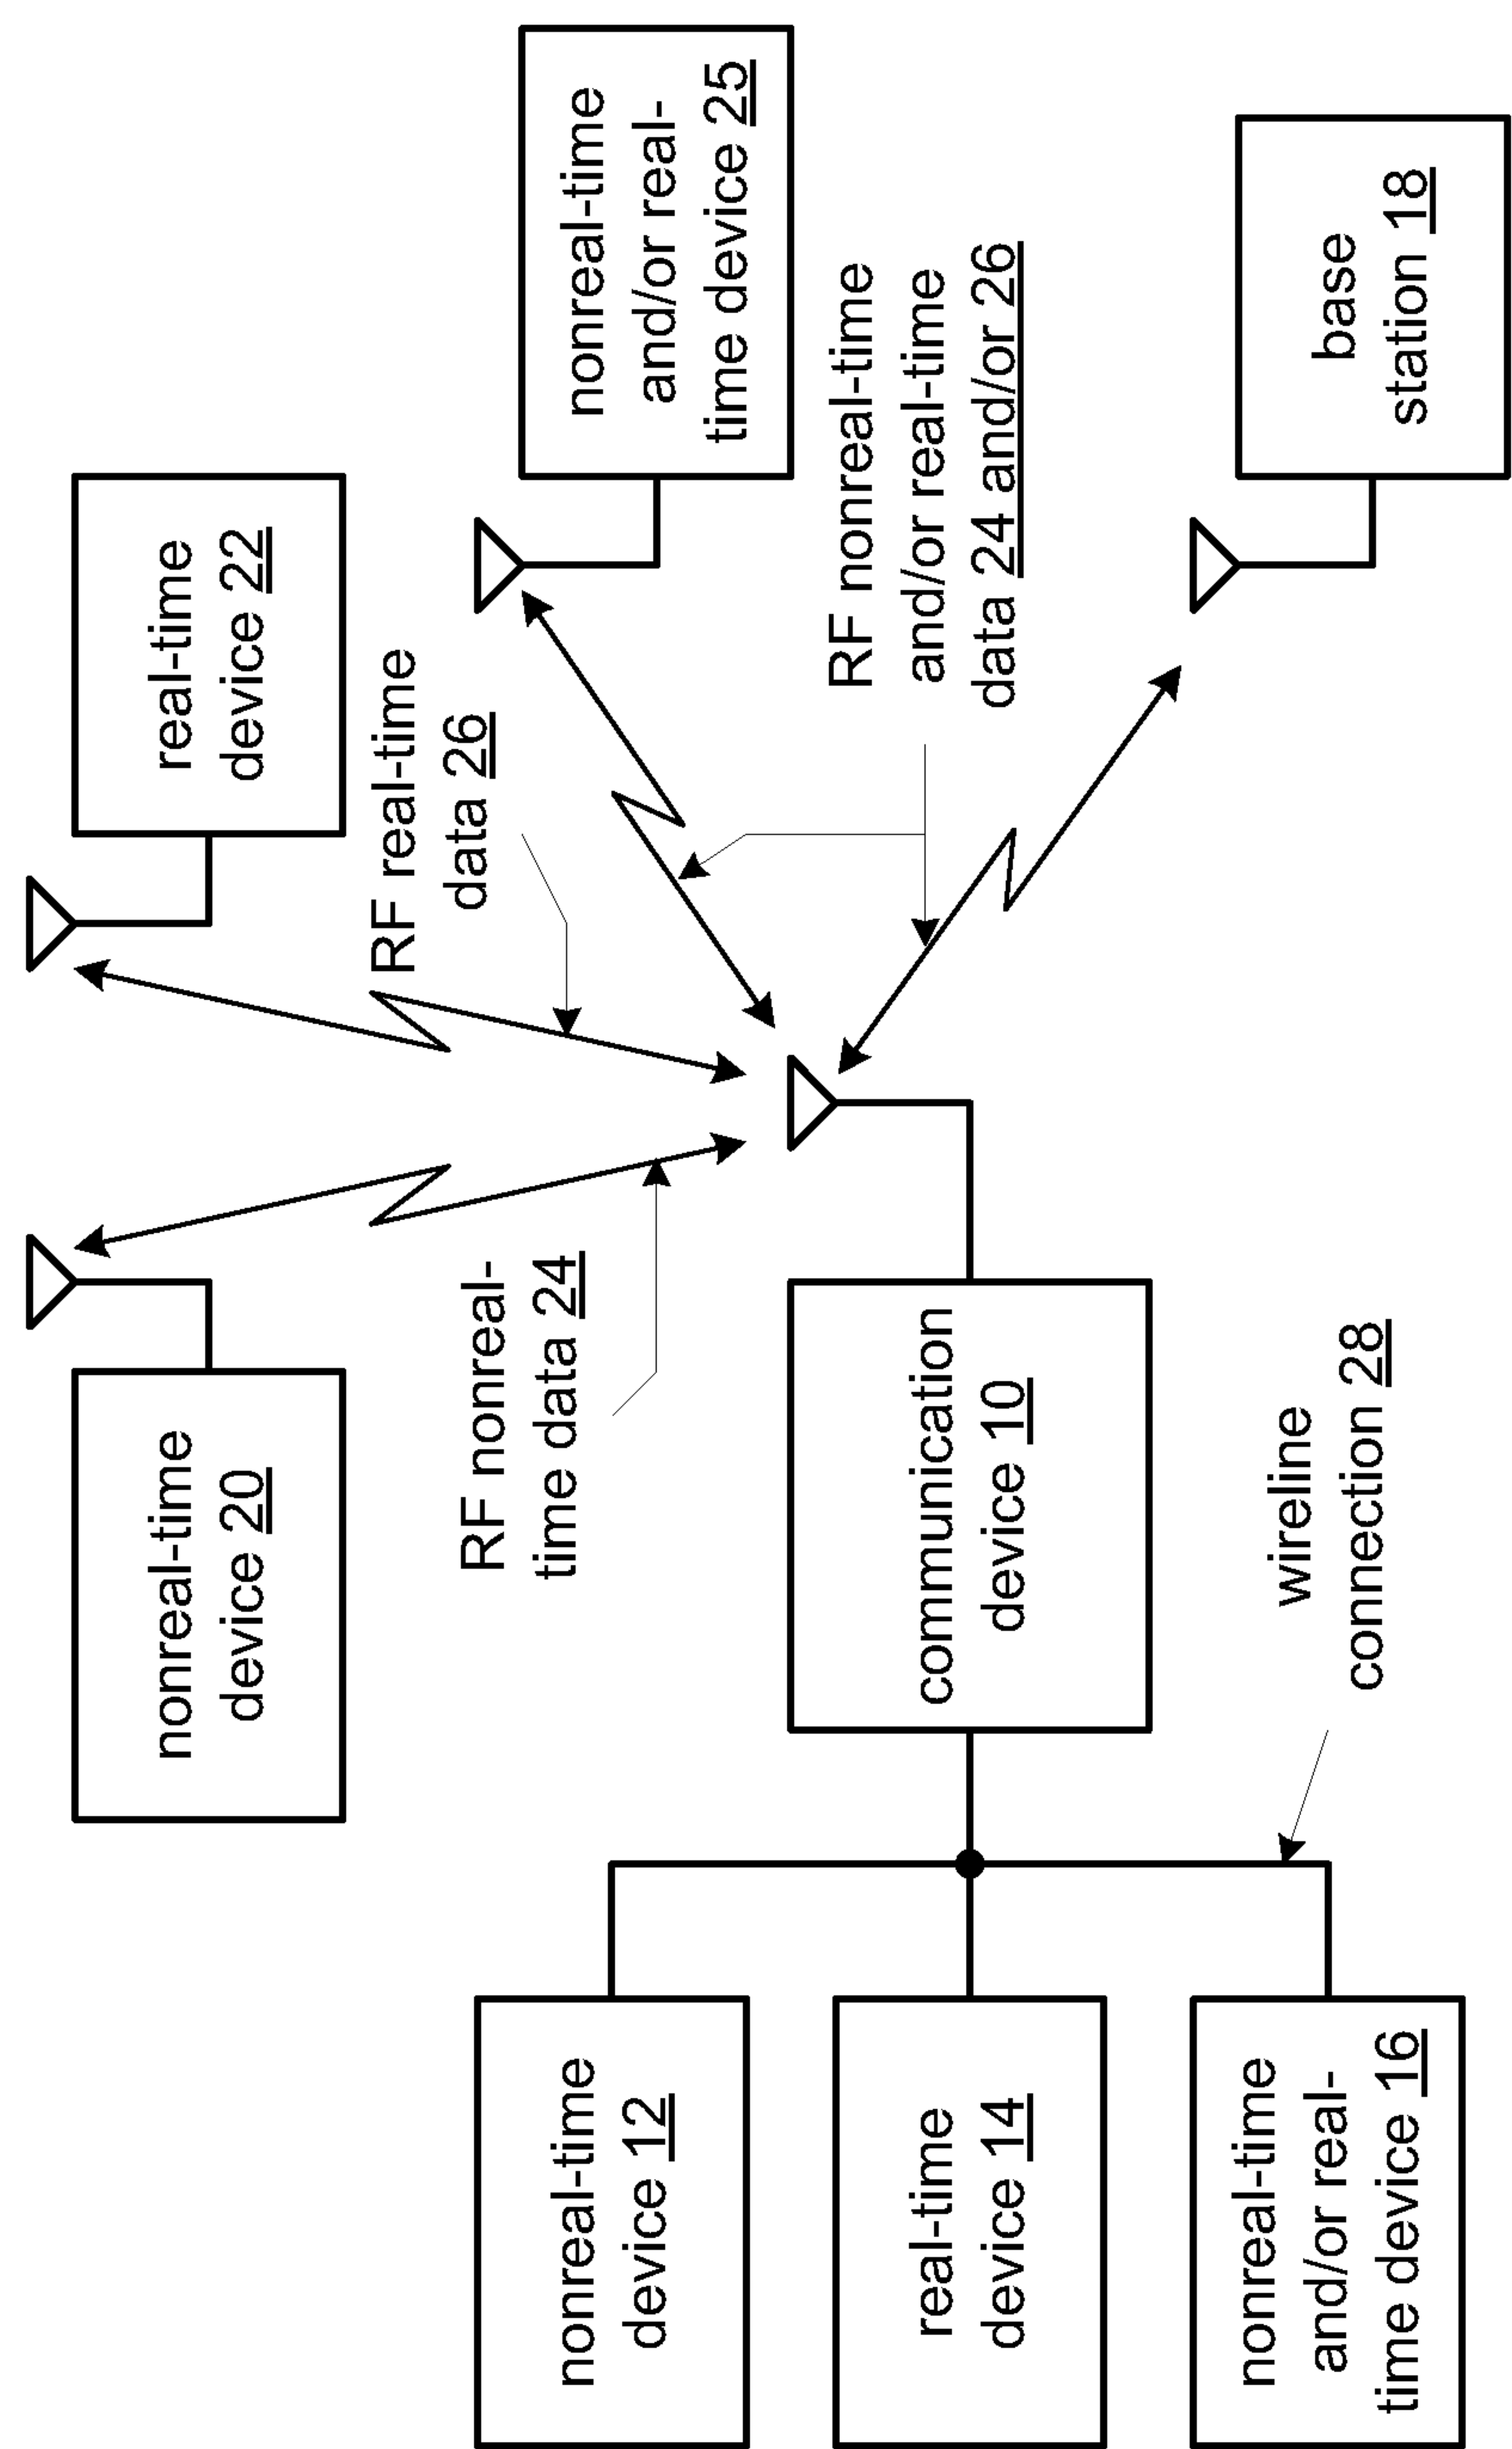 nonreal-time
device 20
real-time
device 22
RF real-time
data 26
RF nonreal-
time data 24
nonreal-time
and/or real-
time device 25
nonreal-time
device 12
real-time
device 14
nonreal-time
and/or real-
time device 16
communication
device 10
RF nonreal-time
and/or real-time
data 24 and/or 26
wireline
connection 28
base
station 18